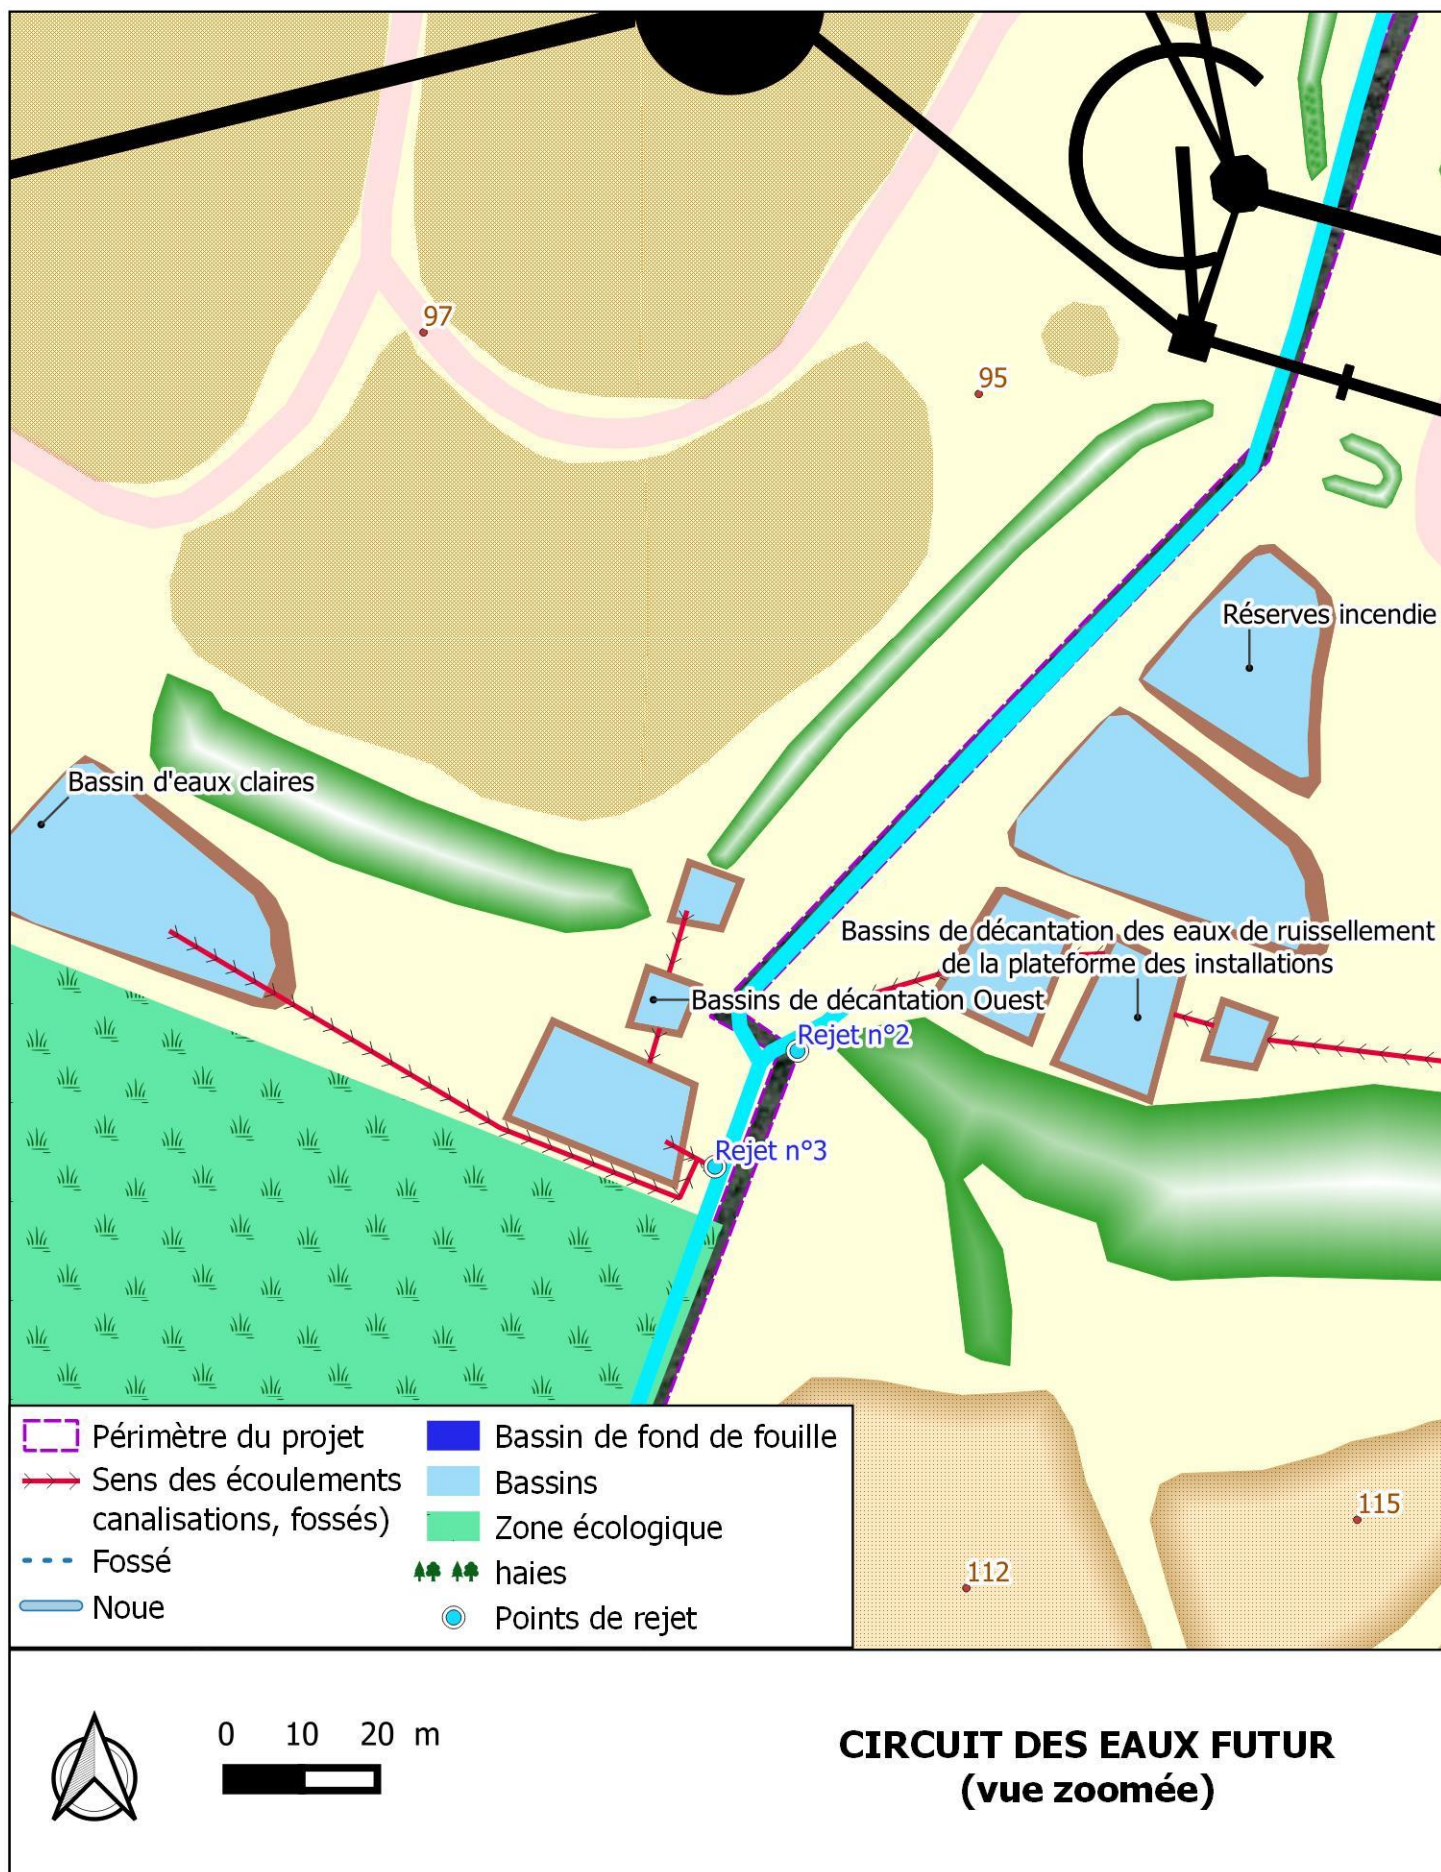 97
95
Réserves incendie
Bassin d'eaux claires
Bassins de décantation des eaux de ruissellement
de la plateforme des installations
Bassins de décantation Ouest
Rejet n°2
Rejet n°3
115
112
Périmètre du projet
Sens des écoulements
canalisations, fossés)
Fossé
Noue
Bassin de fond de fouille
Bassins
Zone écologique
haies
Points de rejet
0 10 20 m
CIRCUIT DES EAUX FUTUR
(vue zoomée)